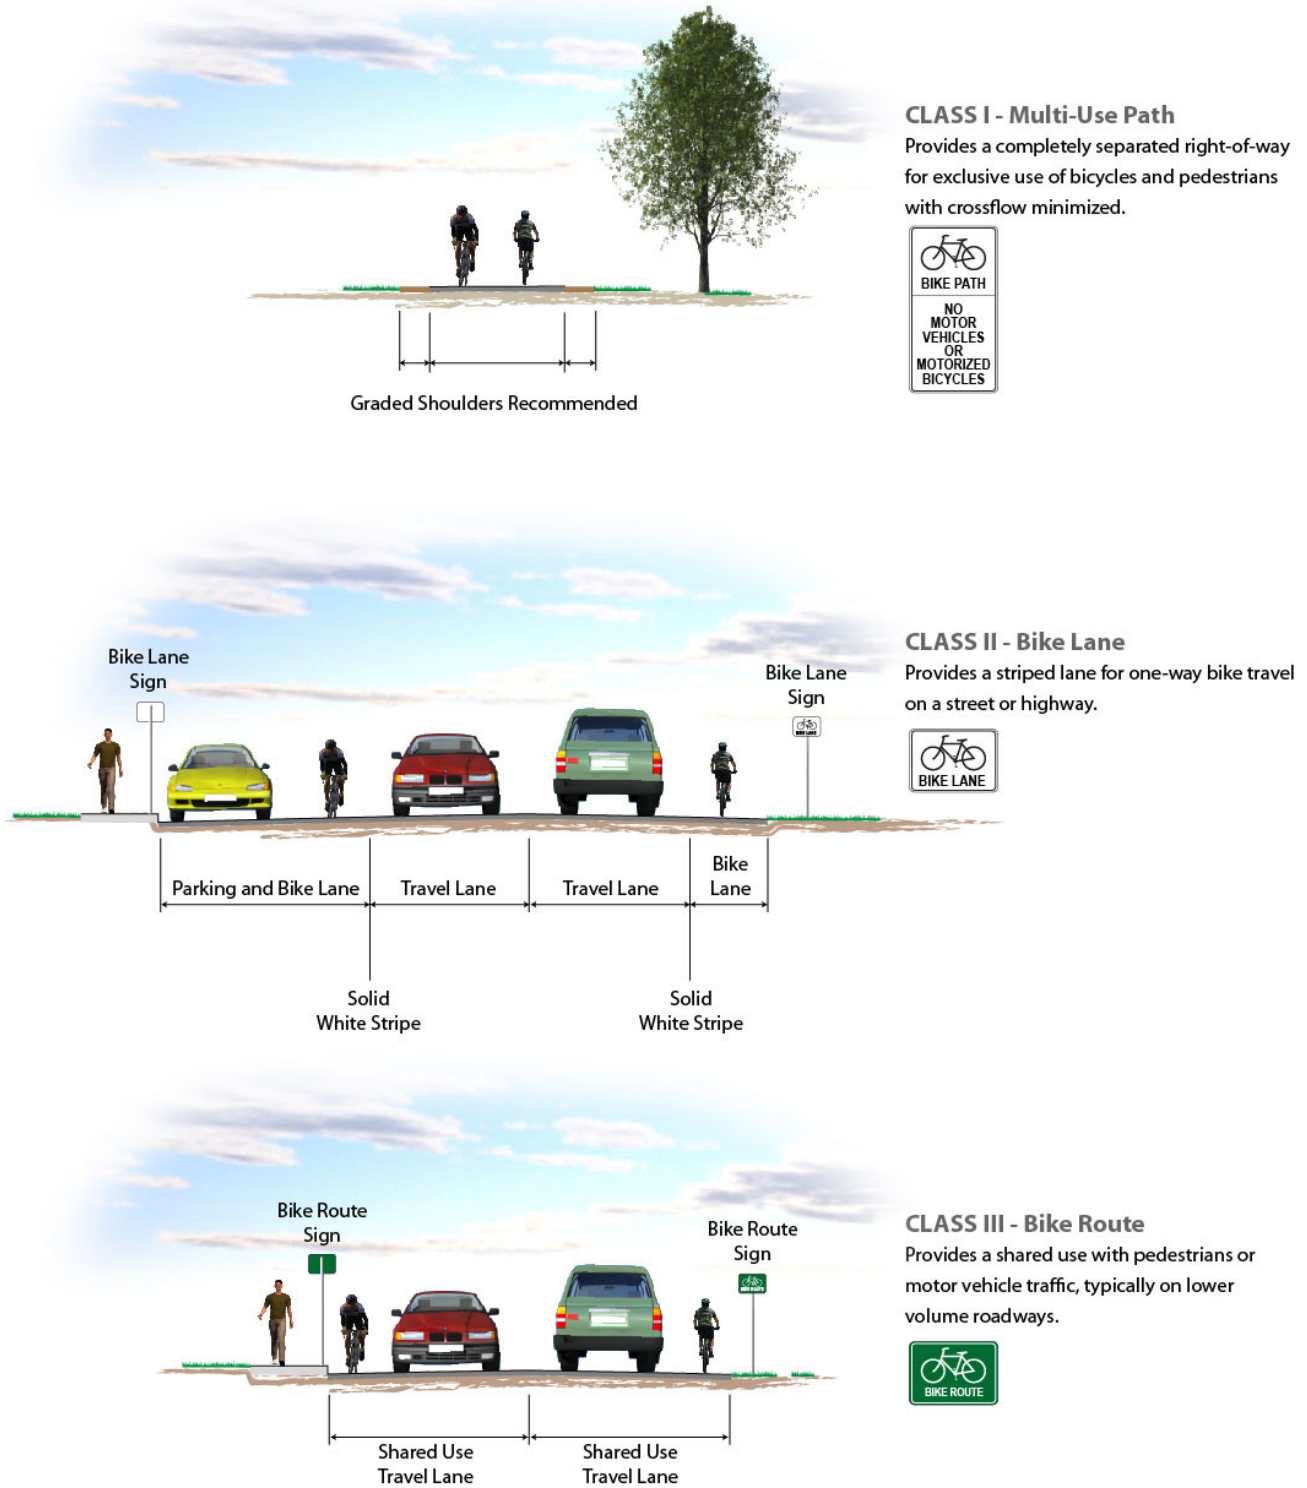 CLASS I - Multi-Use Path
Provides a completely separated right-of-way
for exclusive use of bicycles and pedestrians
with crossflow minimized.
BIKE PATH
NO
MOTOR
VEHICLES
OR
MOTORIZED
BICYCLES
Graded Shoulders Recommended
CLASS II - Bike Lane
Provides a striped lane for one-way bike travel
on a street or highway.
BIKE LANE
Bike Lane
Sign
Bike Lane
Sign
BIKE LANE
Parking and Bike Lane
Travel Lane
Travel Lane
Bike
Lane
Solid
White Stripe
Solid
White Stripe
CLASS III - Bike Route
Provides a shared use with pedestrians or
motor vehicle traffic, typically on lower
volume roadways.
BIKE ROUTE
Bike Route
Sign
Bike Route
Sign
BIKE ROUTE
Shared Use
Travel Lane
Shared Use
Travel Lane